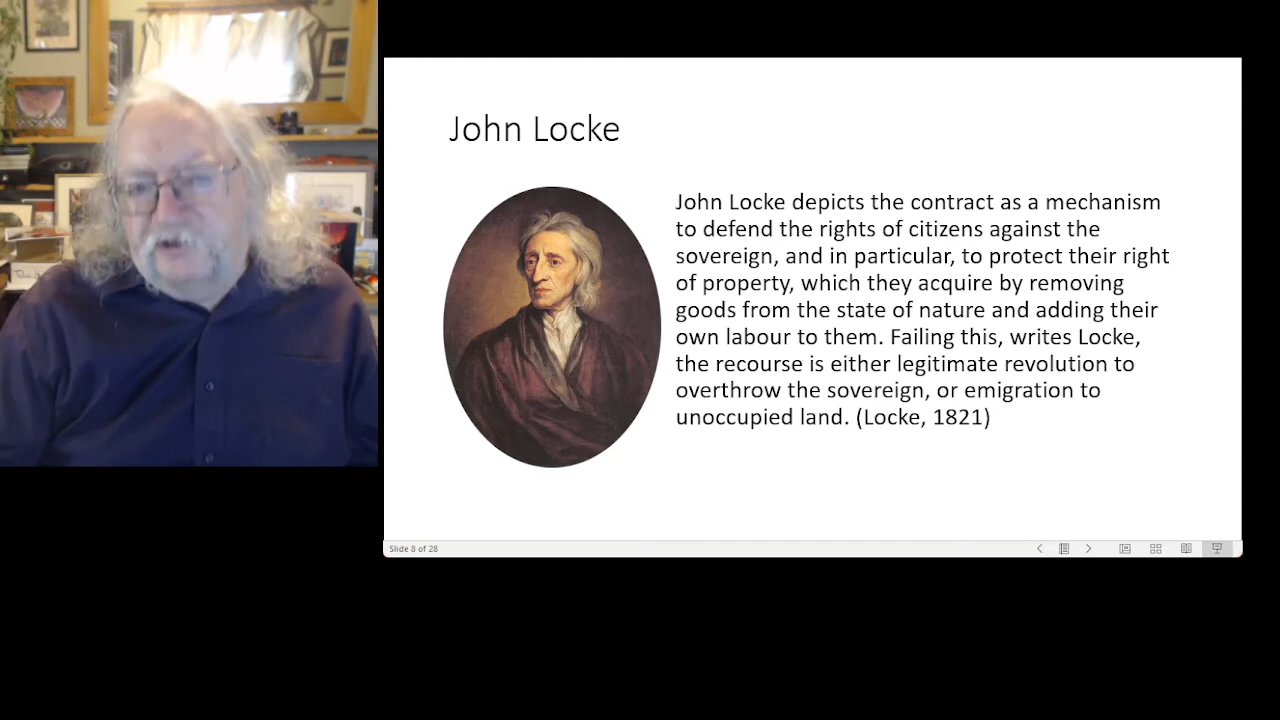 John Locke
John Locke depicts the contract as a mechanism
to defend the rights of citizens against the
sovereign, and in particular, to protect their right
of property, which they acquire by removing
goods from the state of nature and adding their
own labour to them. Failing this, writes Locke,
the recourse is either legitimate revolution to
overthrow the sovereign, or emigration to
unoccupied land. (Locke, 1821)
Slide 8 of 28